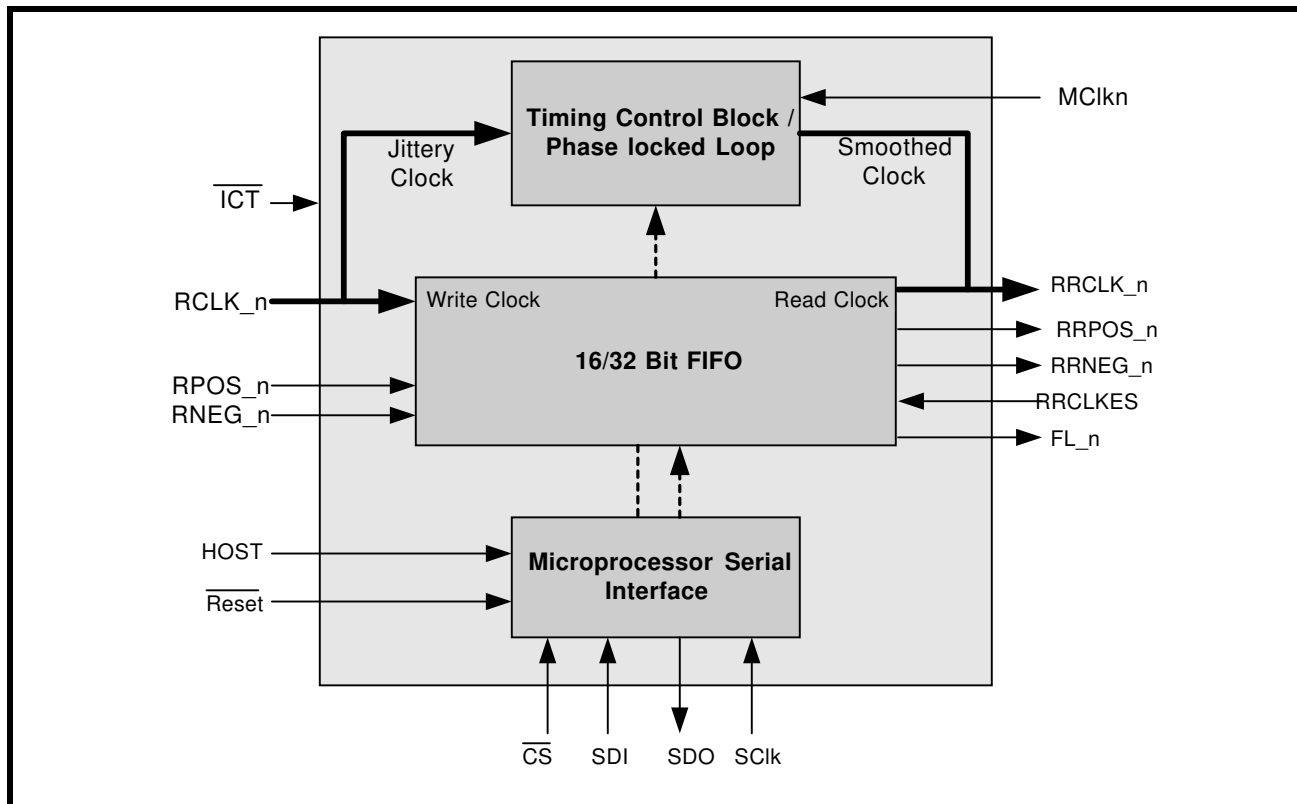 MClkn
Timing Control Block /
Phase locked Loop
Jittery
Clock
Smoothed
Clock
ICT
RCLK_n
Write Clock
Read Clock
RRCLK_n
RRPOS_n
16/32 Bit FIFO
RRNEG_n
RPOS_n
RRCLKES
RNEG_n
FL_n
HOST
Microprocessor Serial
Interface
Reset
CS
SDI
SDO
SClk